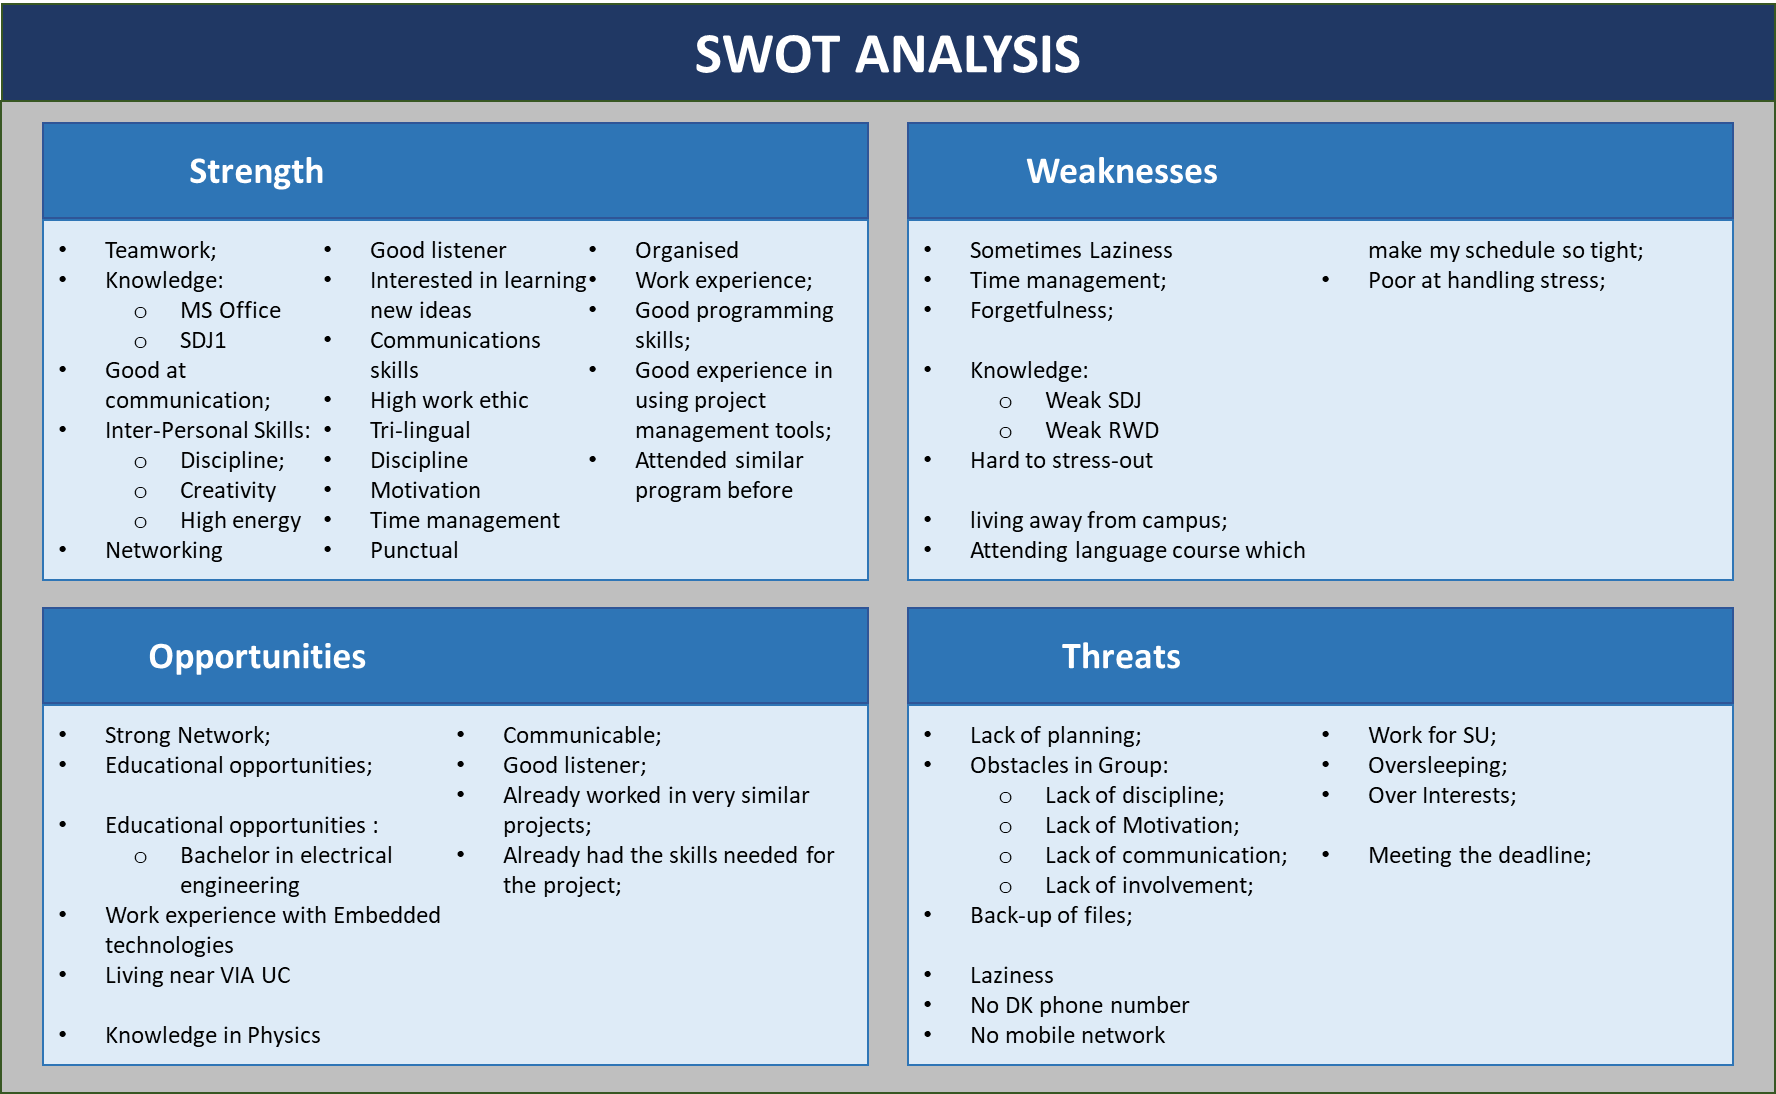 SWOT ANALYSIS
Strength
• Teamwork;
• Knowledge:
o MS Office
o SDJ1
• Good at
communication;
• Inter-Personal Skills:
o Discipline;
o Creativity
o High energy
• Networking
• Good listener
• Interested in learning
new ideas
• Communications
skills
• High work ethic
• Tri-lingual
• Discipline
• Motivation
• Time management
• Punctual
• Organised
• Work experience;
• Good programming
skills;
• Good experience in
using project
management tools;
• Attended similar
program before
Weaknesses
• Sometimes Laziness
• Time management;
• Forgetfulness;
• Knowledge:
o Weak SDJ
o Weak RWD
• Hard to stress-out
• living away from campus;
• Attending language course which
make my schedule so tight;
• Poor at handling stress;
Opportunities
• Strong Network;
• Educational opportunities;
• Educational opportunities :
o Bachelor in electrical
engineering
• Work experience with Embedded
technologies
• Living near VIA UC
• Knowledge in Physics
• Communicable;
• Good listener;
• Already worked in very similar
projects;
• Already had the skills needed for
the project;
Threats
• Lack of planning;
• Obstacles in Group:
o Lack of discipline;
o Lack of Motivation;
o Lack of communication;
o Lack of involvement;
• Back-up of files;
• Laziness
• No DK phone number
• No mobile network
• Work for SU;
• Oversleeping;
• Over Interests;
• Meeting the deadline;